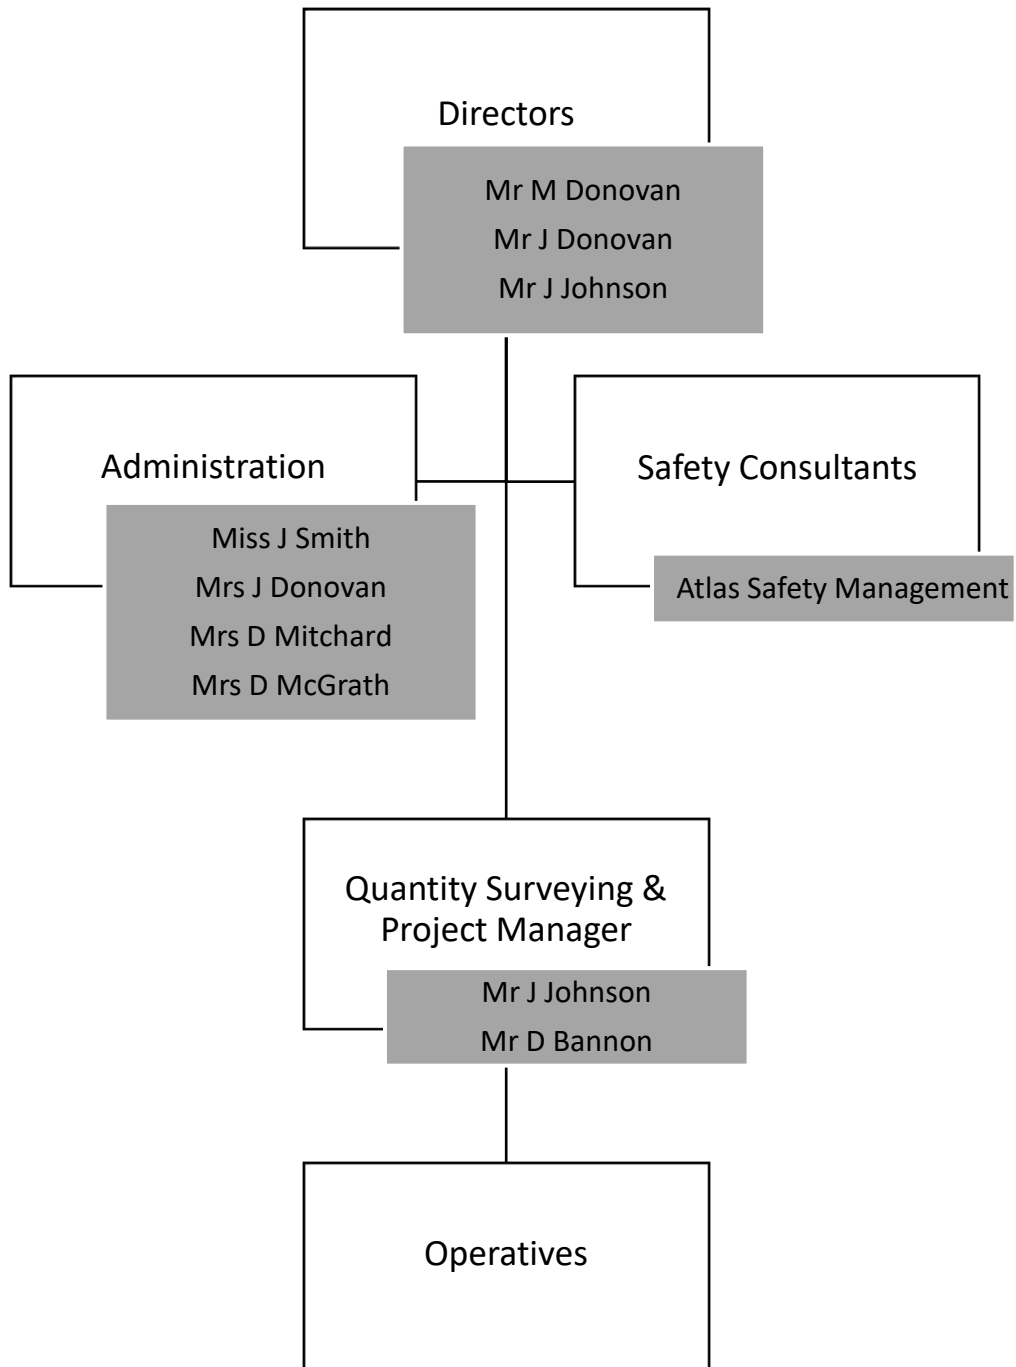 Directors
Mr M Donovan
Mr J Donovan
Mr J Johnson
Administration
Miss J Smith
Mrs J Donovan
Mrs D Mitchard
Mrs D McGrath
Safety Consultants
Atlas Safety Management
Quantity Surveying &
Project Manager
Mr J Johnson
Mr D Bannon
Operatives